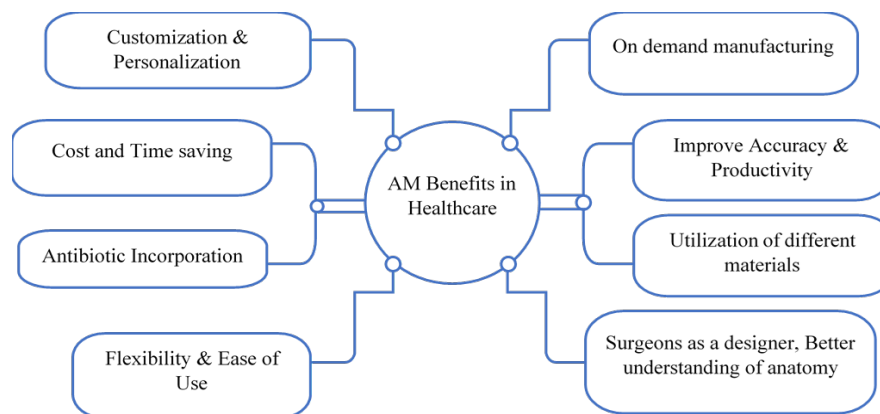 Customization &
Personalization
On demand manufacturing
Cost and Time saving
Improve Accuracy &
Productivity
AM Benefits in
Healthcare
Antibiotic Incorporation
Utilization of different
materials
Flexibility & Ease of
Use
Surgeons as a designer, Better
understanding of anatomy